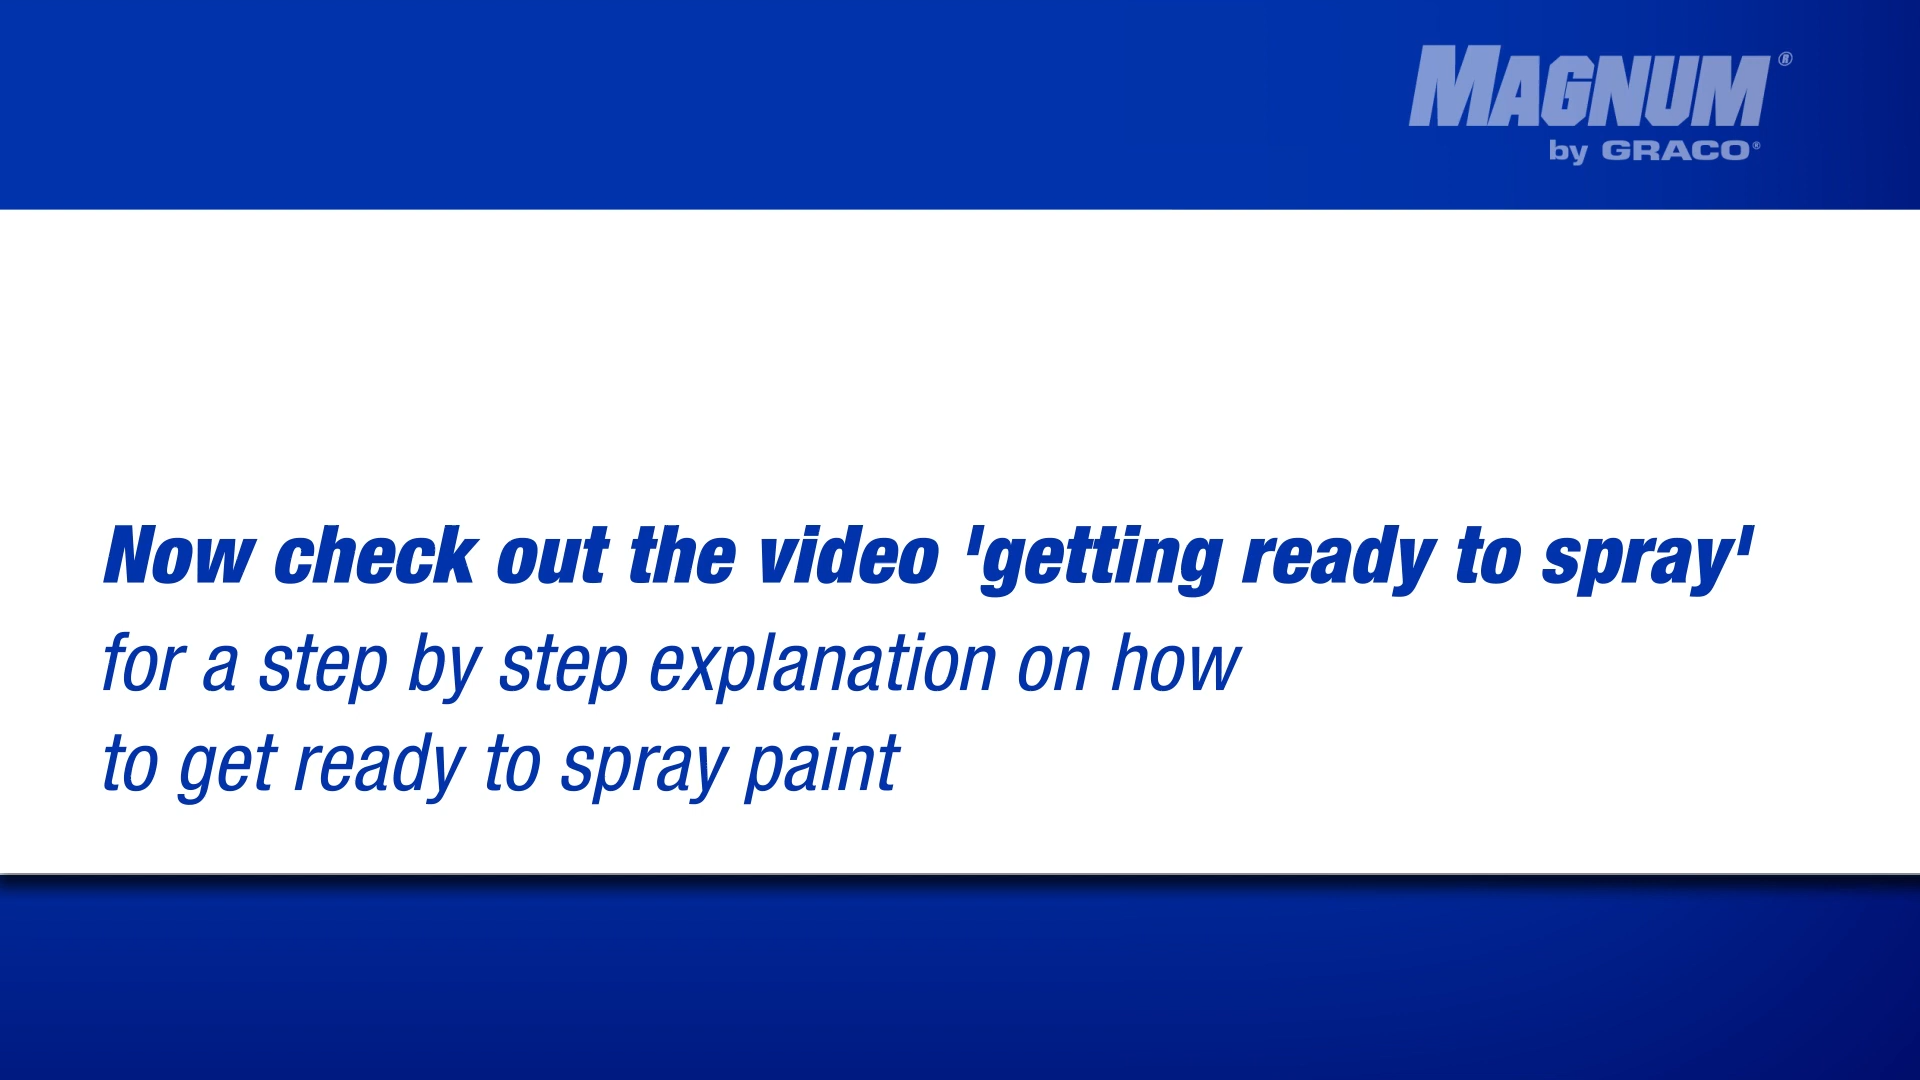 MAGNUM®
by GRACO®
Now check out the video 'getting ready to spray'
for a step by step explanation on how
to get ready to spray paint